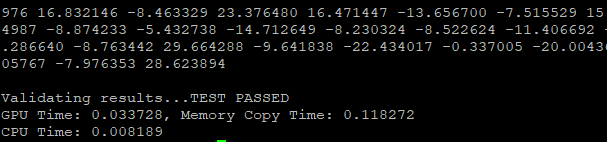 976 16.832146 -8.463329 23.376480 16.471447 -13.656700 -7.515529 15
4987 -8.874233 -5.432738 -14.712649 -8.230324 -8.522624 -11.406692 -
.286640 -8.763442 29.664288 -9.641838 -22.434017 -0.337005 -20.0043
05767 -7.976353 28.623894
Validating results...TEST PASSED
GPU Time: 0.033728, Memory Copy Time: 0.118272
CPU Time: 0.008189